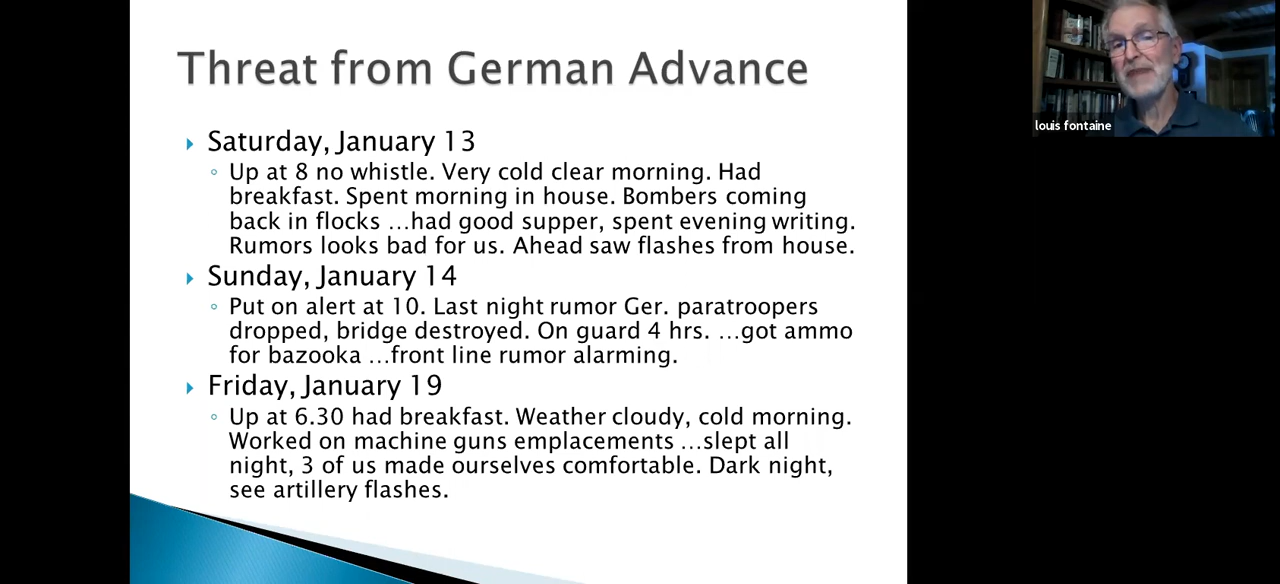 Threat from German Advance
Saturday, January 13
Up at 8 no whistle. Very cold clear morning. Had
breakfast. Spent morning in house. Bombers coming
back in flocks …had good supper, spent evening writing.
Rumors looks bad for us. Ahead saw flashes from house.
Sunday, January 14
Put on alert at 10. Last night rumor Ger. paratroopers
dropped, bridge destroyed. On guard 4 hrs. …got ammo
for bazooka …front line rumor alarming.
Friday, January 19
Up at 6.30 had breakfast. Weather cloudy, cold morning.
Worked on machine guns emplacements …slept all
night, 3 of us made ourselves comfortable. Dark night,
see artillery flashes.
louis fontaine